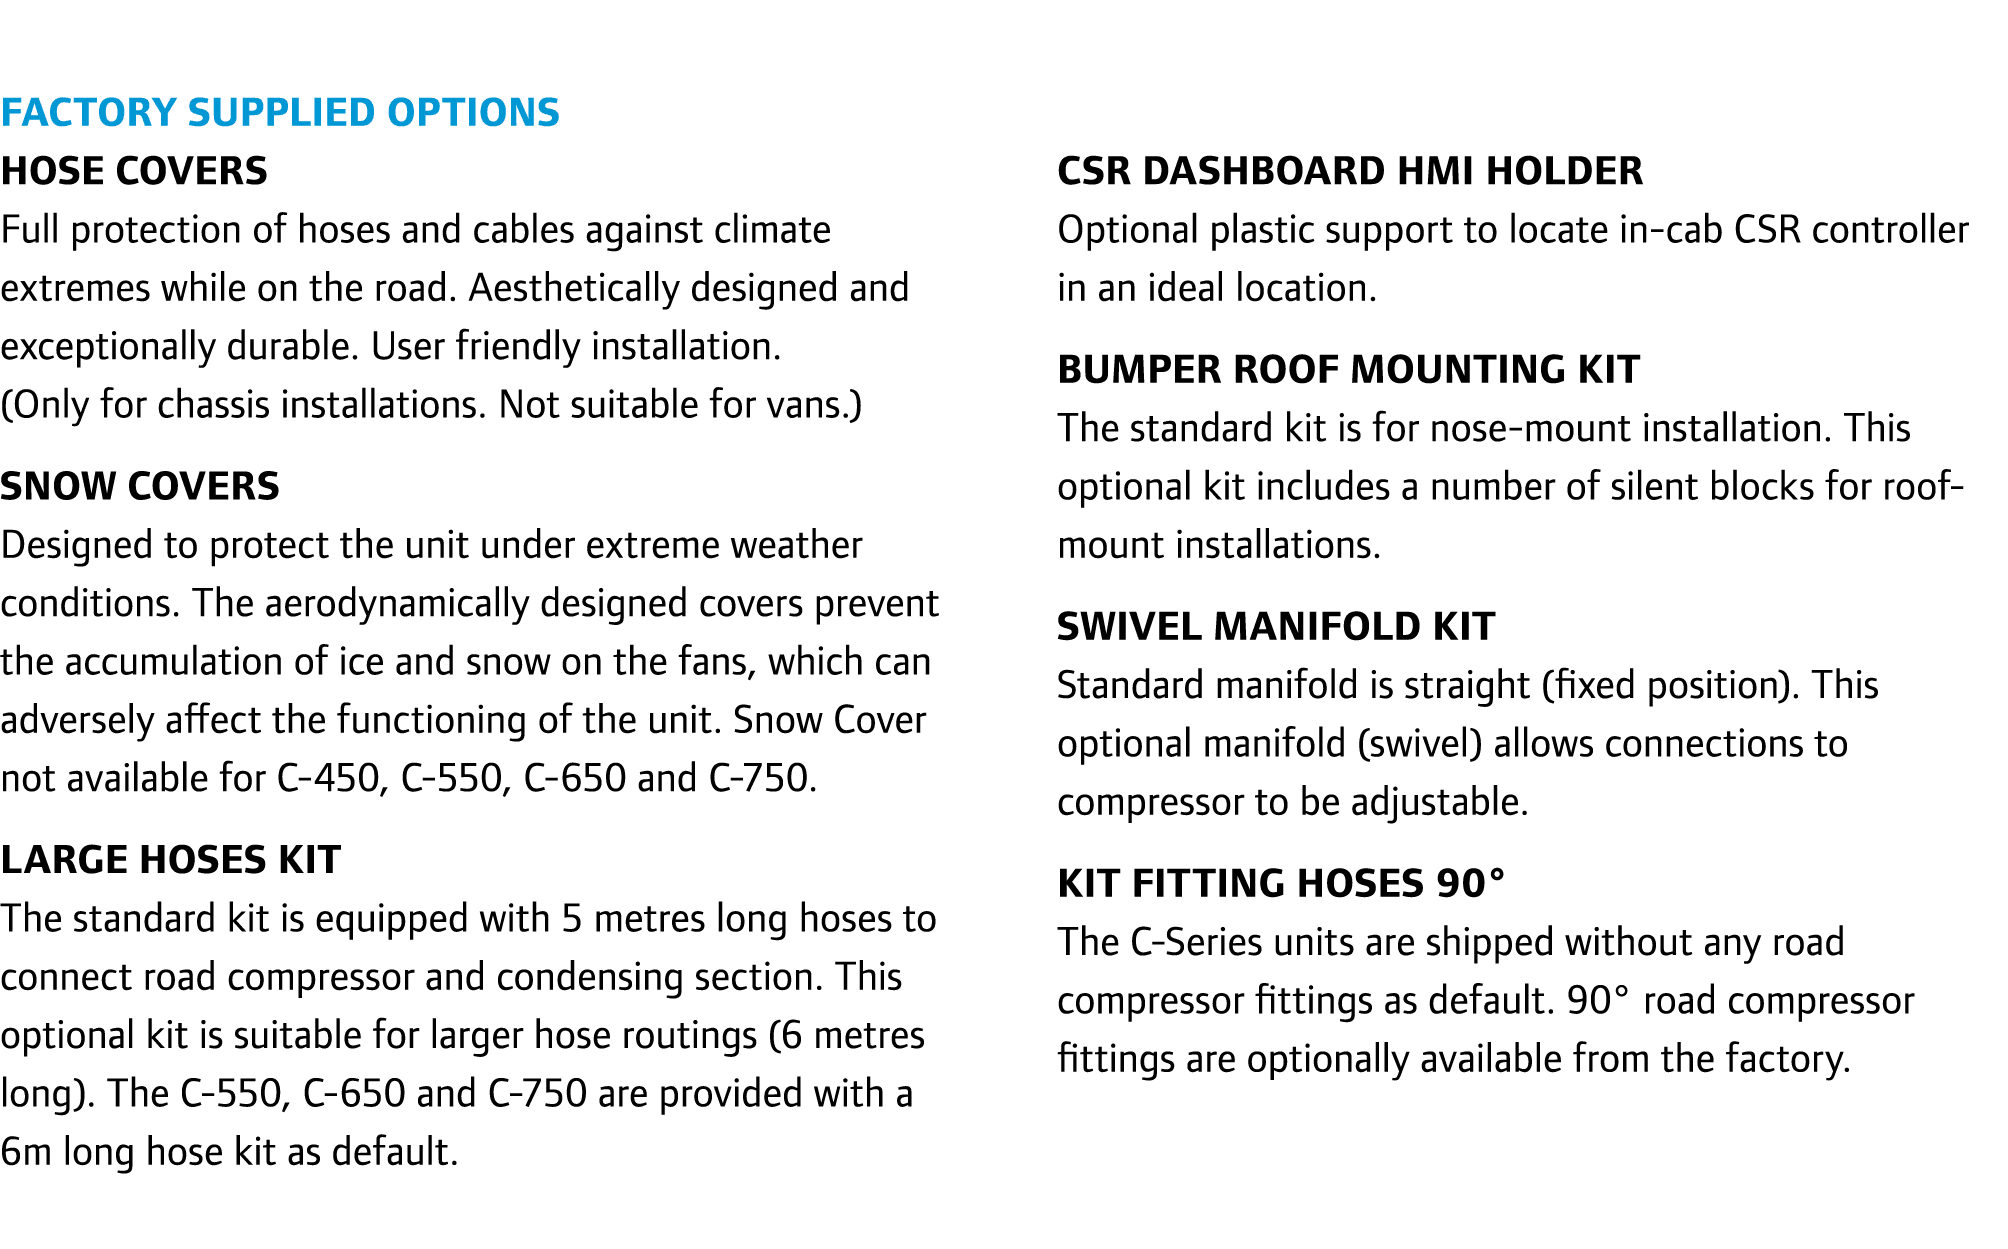 FACTORY SUPPLIED OPTIONS
HOSE COVERS
Full protection of hoses and cables against climate
extremes while on the road. Aesthetically designed and
exceptionally durable. User friendly installation.
(Only for chassis installations. Not suitable for vans.)
SNOW COVERS
Designed to protect the unit under extreme weather
conditions. The aerodynamically designed covers prevent
the accumulation of ice and snow on the fans, which can
adversely affect the functioning of the unit. Snow Cover
not available for C-450, C-550, C-650 and C-750.
LARGE HOSES KIT
The standard kit is equipped with 5 metres long hoses to
connect road compressor and condensing section. This
optional kit is suitable for larger hose routings (6 metres
long). The C-550, C-650 and C-750 are provided with a
6m long hose kit as default.
CSR DASHBOARD HMI HOLDER
Optional plastic support to locate in-cab CSR controller
in an ideal location.
BUMPER ROOF MOUNTING KIT
The standard kit is for nose-mount installation. This
optional kit includes a number of silent blocks for roof-
mount installations.
SWIVEL MANIFOLD KIT
Standard manifold is straight (fixed position). This
optional manifold (swivel) allows connections to
compressor to be adjustable.
KIT FITTING HOSES 90°
The C-Series units are shipped without any road
compressor fittings as default. 90° road compressor
fittings are optionally available from the factory.